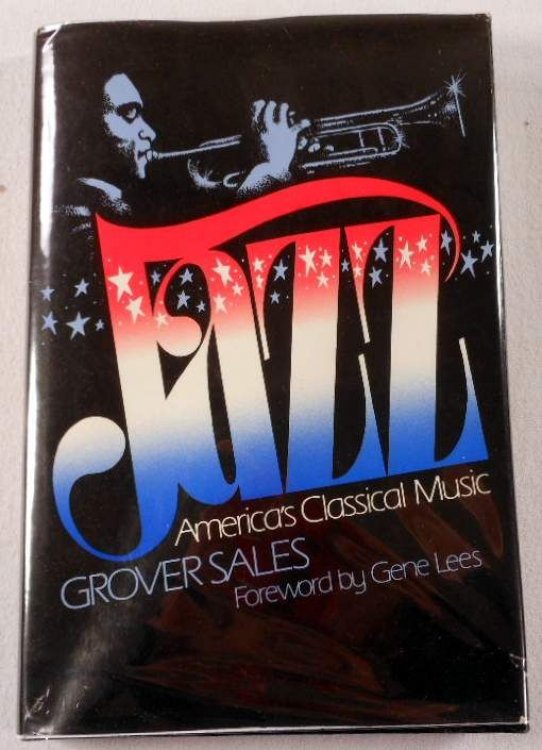 JAZZ
America's Classical Music
GROVER SALES
Foreword by Gene Lees